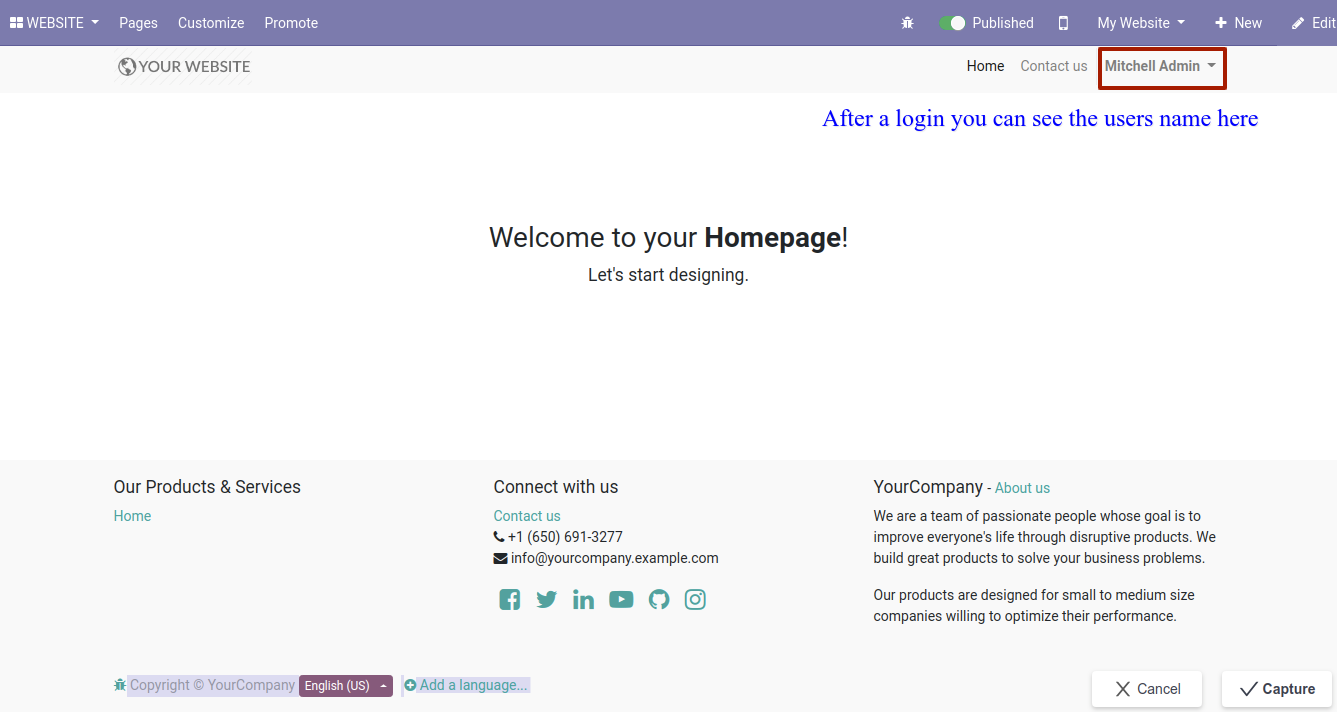 WEBSITE Pages Customize Promote Published My Website New Edit
YOUR WEBSITE Home Contact us Mitchell Admin
After a login you can see the users name here
Welcome to your Homepage!
Let's start designing.
Our Products & Services
Home
Connect with us
Contact us
+1 (650) 691-3277
info@yourcompany.example.com
YourCompany - About us
We are a team of passionate people whose goal is to
improve everyone's life through disruptive products. We
build great products to solve your business problems.
Our products are designed for small to medium size
companies willing to optimize their performance.
Copyright © YourCompany English (US) Add a language...
Cancel Capture